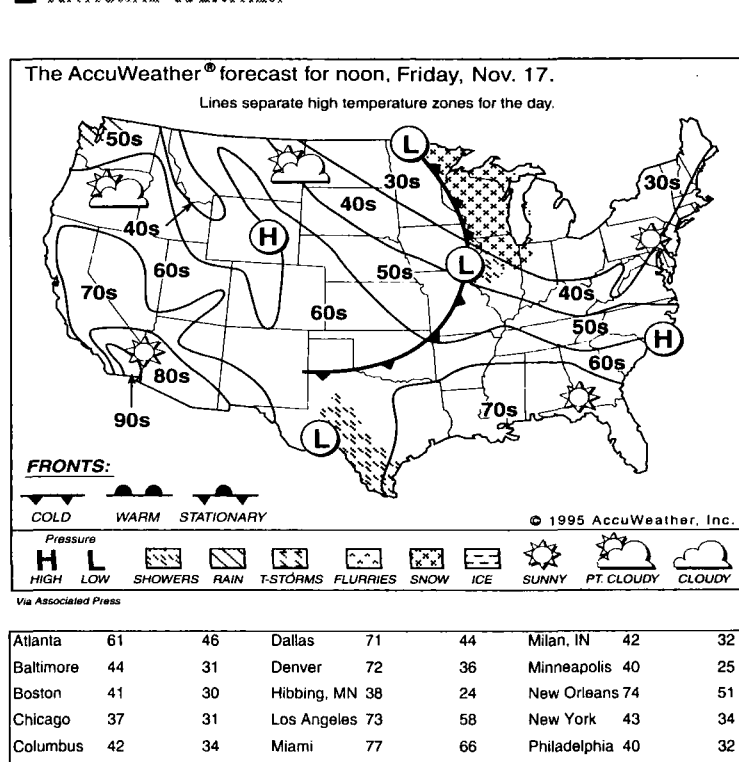 The AccuWeather® forecast for noon, Friday, Nov. 17.
Lines separate high temperature zones for the day.
50s
L
30s
30s
40s
40s
H
50s
L
60s
70s
60s
40s
50s
H
60s
80s
70s
90s
L
FRONTS:
COLD WARM STATIONARY
© 1995 AccuWeather, Inc.
Pressure
H L
HIGH LOW SHOWERS RAIN T-STORMS FLURRIES SNOW ICE SUNNY PT. CLOUDY CLOUDY
Via Associated Press
Atlanta 61 46 Dallas 71 44 Milan, IN 42 32
Baltimore 44 31 Denver 72 36 Minneapolis 40 25
Boston 41 30 Hibbing, MN 38 24 New Orleans 74 51
Chicago 37 31 Los Angeles 73 58 New York 43 34
Columbus 42 34 Miami 77 66 Philadelphia 40 32